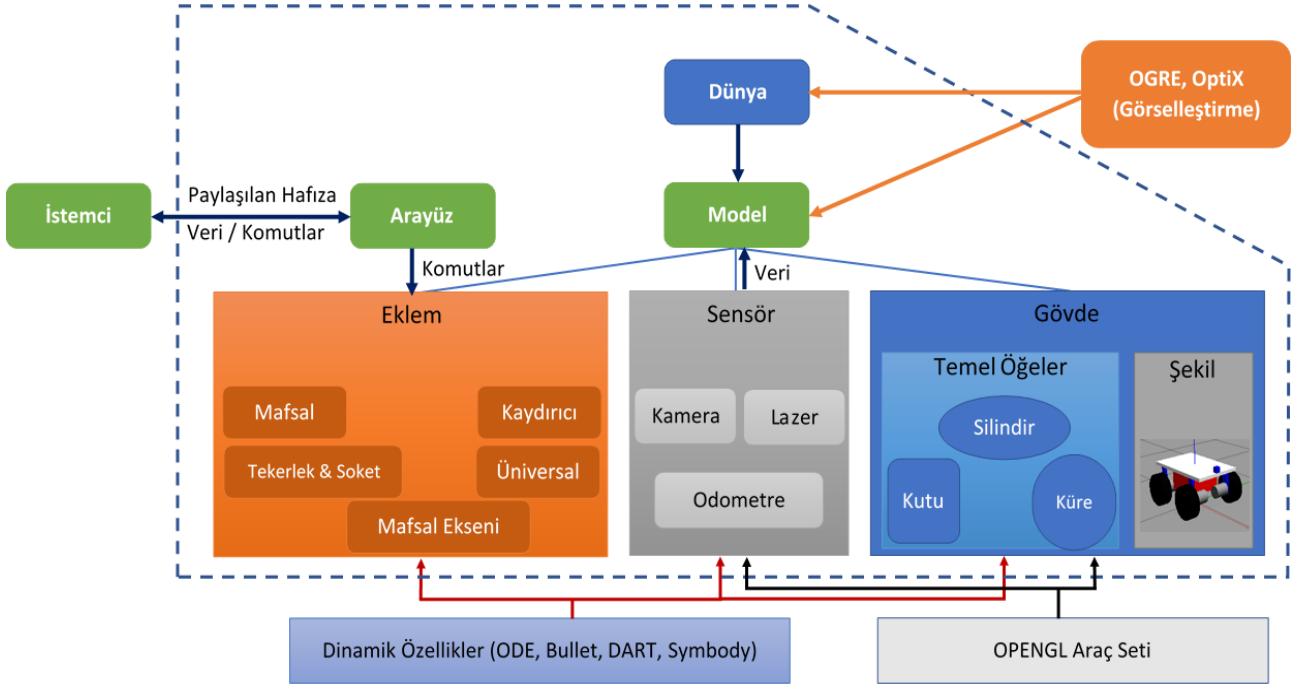 OGRE, OptiX
(Görselleştirme)
Dünya
Paylaşılan Hafıza
İstemci
Arayüz
Model
Veri / Komutlar
Komutlar
Veri
Eklem
Sensör
Gövde
Temel Öğeler
Şekil
Mafsal
Kaydırıcı
Kamera
Lazer
Silindir
Tekerlek & Soket
Üniversal
Odometre
Kutu
Küre
Mafsal Ekseni
Dinamik Özellikler (ODE, Bullet, DART, Symbody)
OPENGL Araç Seti